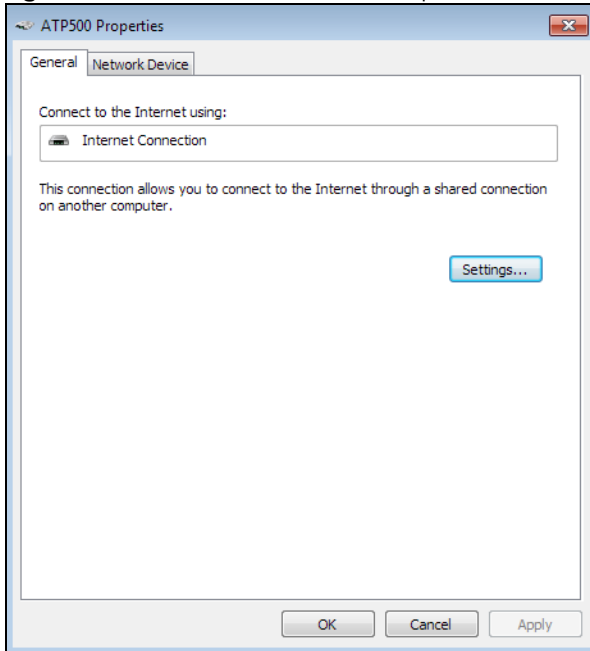 ATP500 Properties
General
Network Device
Connect to the Internet using:
Internet Connection
This connection allows you to connect to the Internet through a shared connection
on another computer.
Settings...
OK
Cancel
Apply